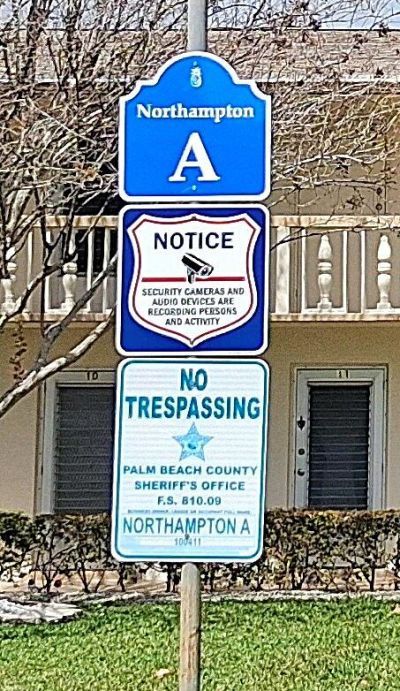 Northampton
A
NOTICE
SECURITY CAMERAS AND
AUDIO DEVICES ARE
RECORDING PERSONS
AND ACTIVITY
NO
TRESPASSING
PALM BEACH COUNTY
SHERIFF'S OFFICE
F.S. 810.09
NORTHAMPTON A
100411
10
11